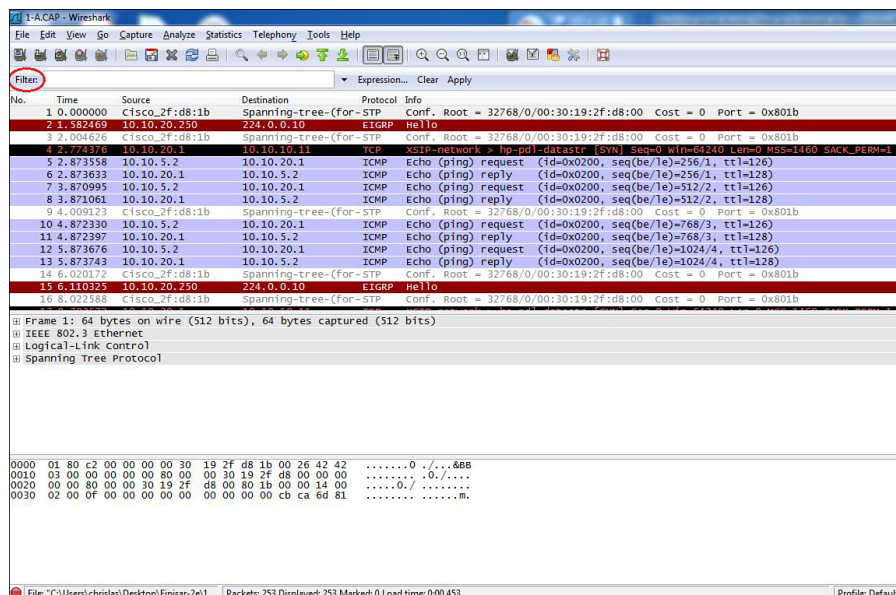 1-A.CAP - Wireshark
File Edit View Go Capture Analyze Statistics Telephony Tools Help
Filter: Expression... Clear Apply
No. Time Source Destination Protocol Info
1 0.000000 Cisco_2f:d8:1b Spanning-tree-(for- STP Conf. Root = 32768/0/00:30:19:2f:d8:00 Cost = 0 Port = 0x801b
2 1.582469 10.10.20.250 224.0.0.10 EIGRP Hello
3 2.004626 Cisco_2f:d8:1b Spanning-tree-(for- STP Conf. Root = 32768/0/00:30:19:2f:d8:00 Cost = 0 Port = 0x801b
4 2.774376 10.10.20.1 10.10.10.11 TCP XSIP-network > hp-pdl-datastr [SYN] Seq=0 Win=64240 Len=0 MSS=1460 SACK_PERM=1
5 2.873558 10.10.5.2 10.10.20.1 ICMP Echo (ping) request (id=0x0200, seq(be/le)=256/1, ttl=126)
6 2.873633 10.10.20.1 10.10.5.2 ICMP Echo (ping) reply (id=0x0200, seq(be/le)=256/1, ttl=128)
7 3.870995 10.10.5.2 10.10.20.1 ICMP Echo (ping) request (id=0x0200, seq(be/le)=512/2, ttl=126)
8 3.871061 10.10.20.1 10.10.5.2 ICMP Echo (ping) reply (id=0x0200, seq(be/le)=512/2, ttl=128)
9 4.009123 Cisco_2f:d8:1b Spanning-tree-(for- STP Conf. Root = 32768/0/00:30:19:2f:d8:00 Cost = 0 Port = 0x801b
10 4.872330 10.10.5.2 10.10.20.1 ICMP Echo (ping) request (id=0x0200, seq(be/le)=768/3, ttl=126)
11 4.872397 10.10.20.1 10.10.5.2 ICMP Echo (ping) reply (id=0x0200, seq(be/le)=768/3, ttl=128)
12 5.873676 10.10.5.2 10.10.20.1 ICMP Echo (ping) request (id=0x0200, seq(be/le)=1024/4, ttl=126)
13 5.873743 10.10.20.1 10.10.5.2 ICMP Echo (ping) reply (id=0x0200, seq(be/le)=1024/4, ttl=128)
14 6.020172 Cisco_2f:d8:1b Spanning-tree-(for- STP Conf. Root = 32768/0/00:30:19:2f:d8:00 Cost = 0 Port = 0x801b
15 6.110325 10.10.20.250 224.0.0.10 EIGRP Hello
16 8.022588 Cisco_2f:d8:1b Spanning-tree-(for- STP Conf. Root = 32768/0/00:30:19:2f:d8:00 Cost = 0 Port = 0x801b
Frame 1: 64 bytes on wire (512 bits), 64 bytes captured (512 bits)
IEEE 802.3 Ethernet
Logical-Link Control
Spanning Tree Protocol
0000 01 80 c2 00 00 00 00 30 19 2f d8 1b 00 26 42 42 .......0 ./...&BB
0010 03 00 00 00 00 00 80 00 00 30 19 2f d8 00 00 00 ........ .0./....
0020 00 00 80 00 00 30 19 2f d8 00 80 1b 00 00 14 00 .....0./ ........
0030 02 00 0f 00 00 00 00 00 00 00 00 00 cb ca 6d 81 ........ ......m.
File: "C:\Users\chrislas\Desktop\Finisar-2e\1... Packets: 253 Displayed: 253 Marked: 0 Load time: 0:00.453 Profile: Default